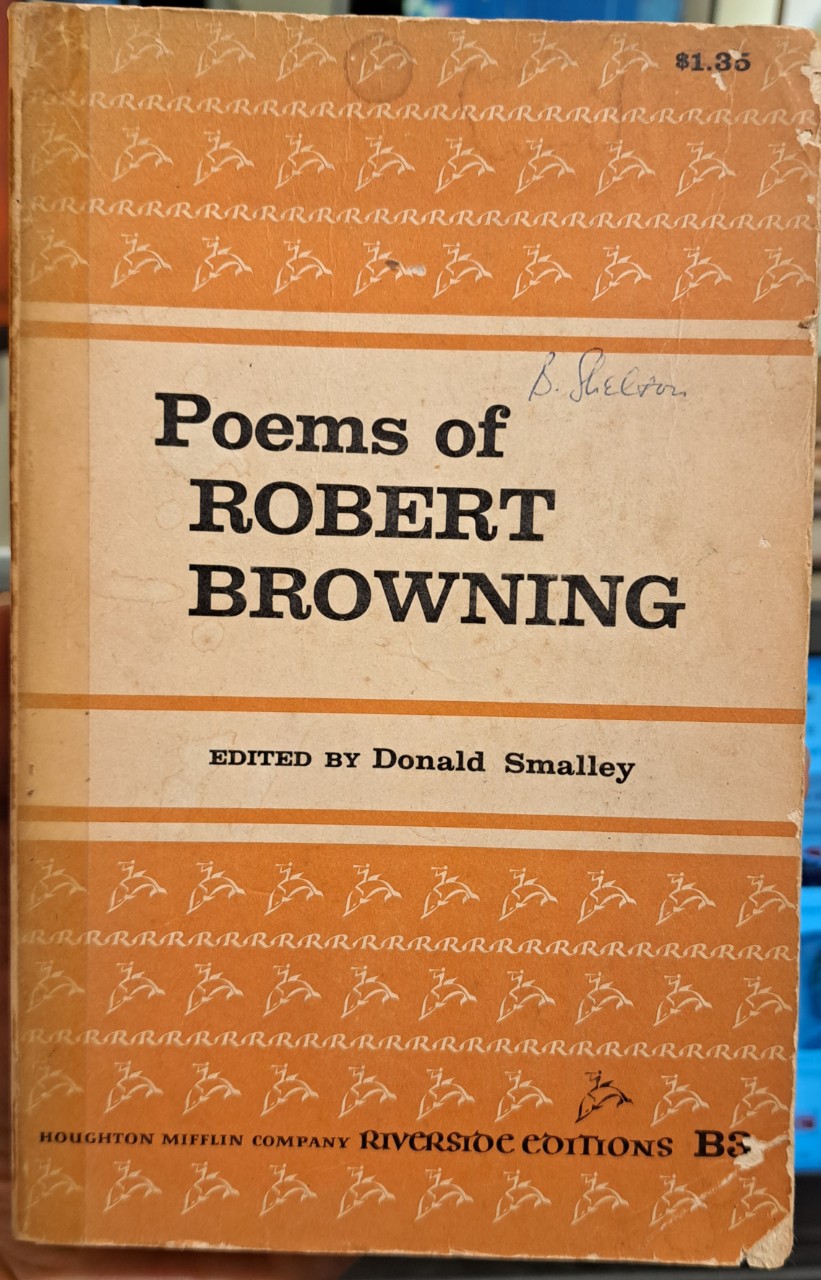 $1.35
B. Shelton
Poems of
ROBERT
BROWNING
EDITED BY Donald Smalley
HOUGHTON MIFFLIN COMPANY RIVERSIDE EDITIONS B3